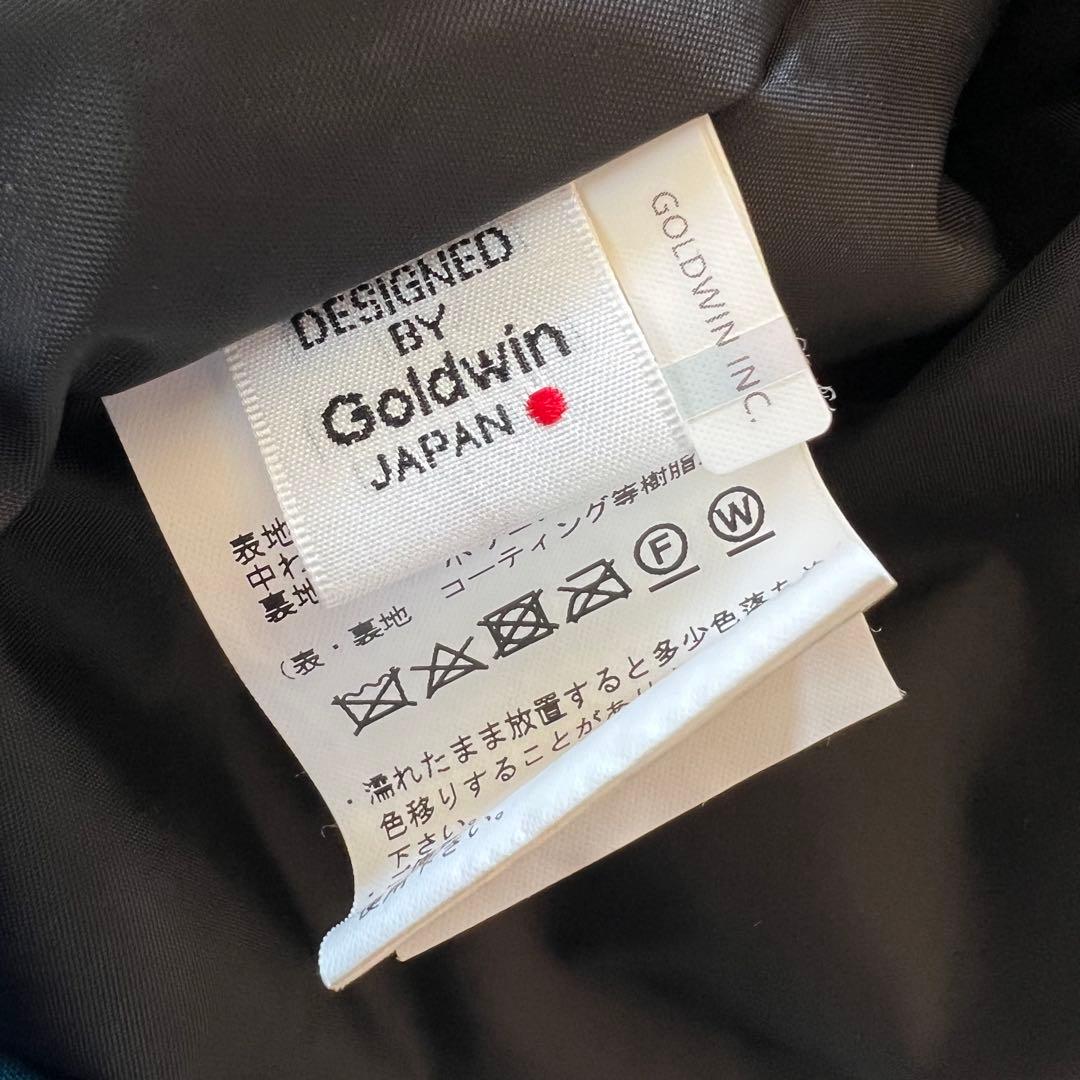 DESIGNED
BY
Goldwin
JAPAN
GOLDWIN INC.
表地
中わ
裏地
(表・裏地 コーティング等樹脂
F
W
・濡れたまま放置すると多少色落ち
色移りすることがあり
下さい。